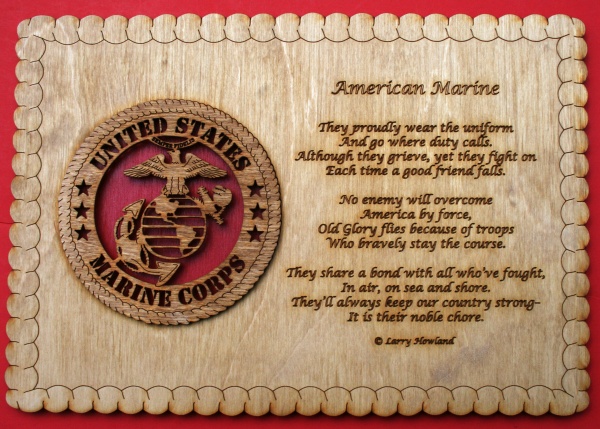 UNITED STATES
MARINE CORPS
American Marine
They proudly wear the uniform
And go where duty calls.
Although they grieve, yet they fight on
Each time a good friend falls.
No enemy will overcome
America by force,
Old Glory flies because of troops
Who bravely stay the course.
They share a bond with all who've fought,
In air, on sea and shore.
They'll always keep our country strong-
It is their noble chore.
© Larry Howland